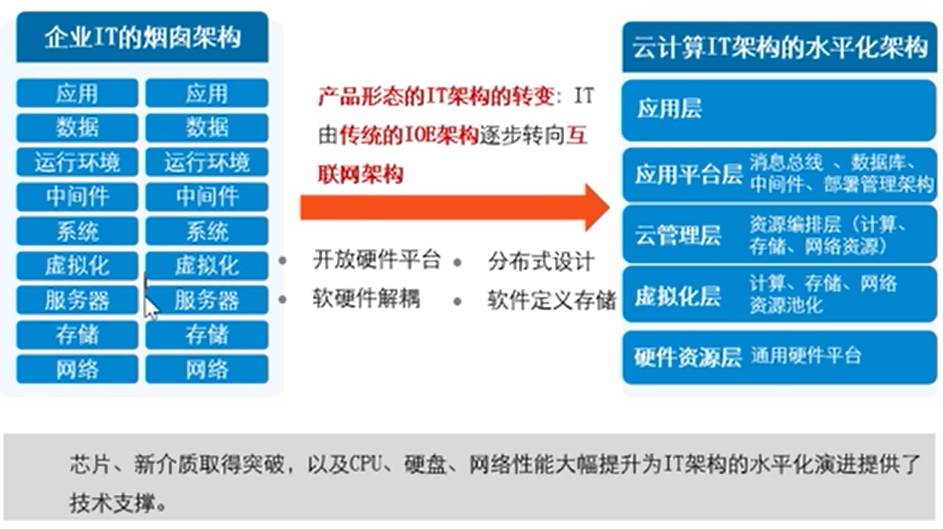 企业IT的烟囱架构
应用 应用
数据 数据
运行环境 运行环境
中间件 中间件
系统 系统
虚拟化 虚拟化
服务器 服务器
存储 存储
网络 网络
产品形态的IT架构的转变：IT
由传统的IOE架构逐步转向互
联网架构
• 开放硬件平台 • 分布式设计
• 软硬件解耦 • 软件定义存储
云计算IT架构的水平化架构
应用层
应用平台层 消息总线 、数据库、
中间件、部署管理架构
云管理层 资源编排层（计算、
存储、网络资源）
虚拟化层 计算、存储、网络
资源池化
硬件资源层 通用硬件平台
芯片、新介质取得突破，以及CPU、硬盘、网络性能大幅提升为IT架构的水平化演进提供了
技术支撑。